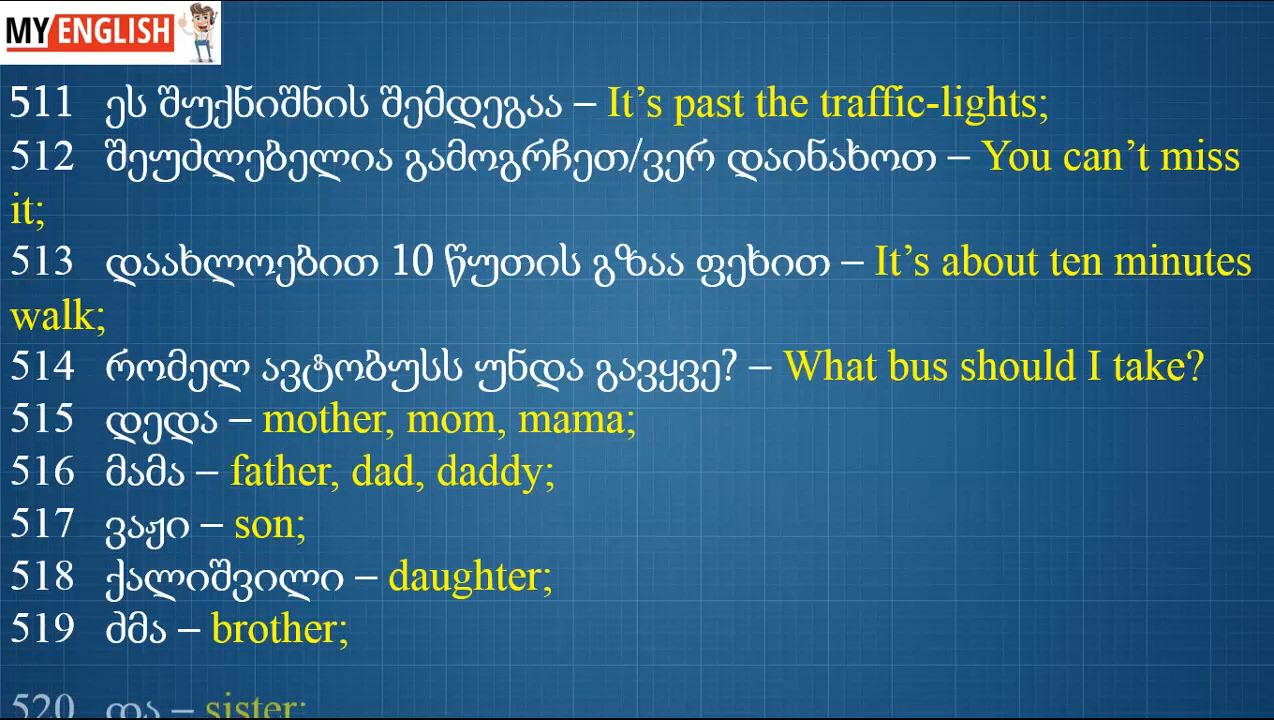 MY ENGLISH
511 ეს შუქნიშნის შემდეგაა – It’s past the traffic-lights;
512 შეუძლებელია გამოგრჩეთ/ვერ დაინახოთ – You can’t miss
it;
513 დაახლოებით 10 წუთის გზაა ფეხით – It’s about ten minutes
walk;
514 რომელ ავტობუსს უნდა გავყვე? – What bus should I take?
515 დედა – mother, mom, mama;
516 მამა – father, dad, daddy;
517 ვაჟი – son;
518 ქალიშვილი – daughter;
519 ძმა – brother;
520 და – sister;